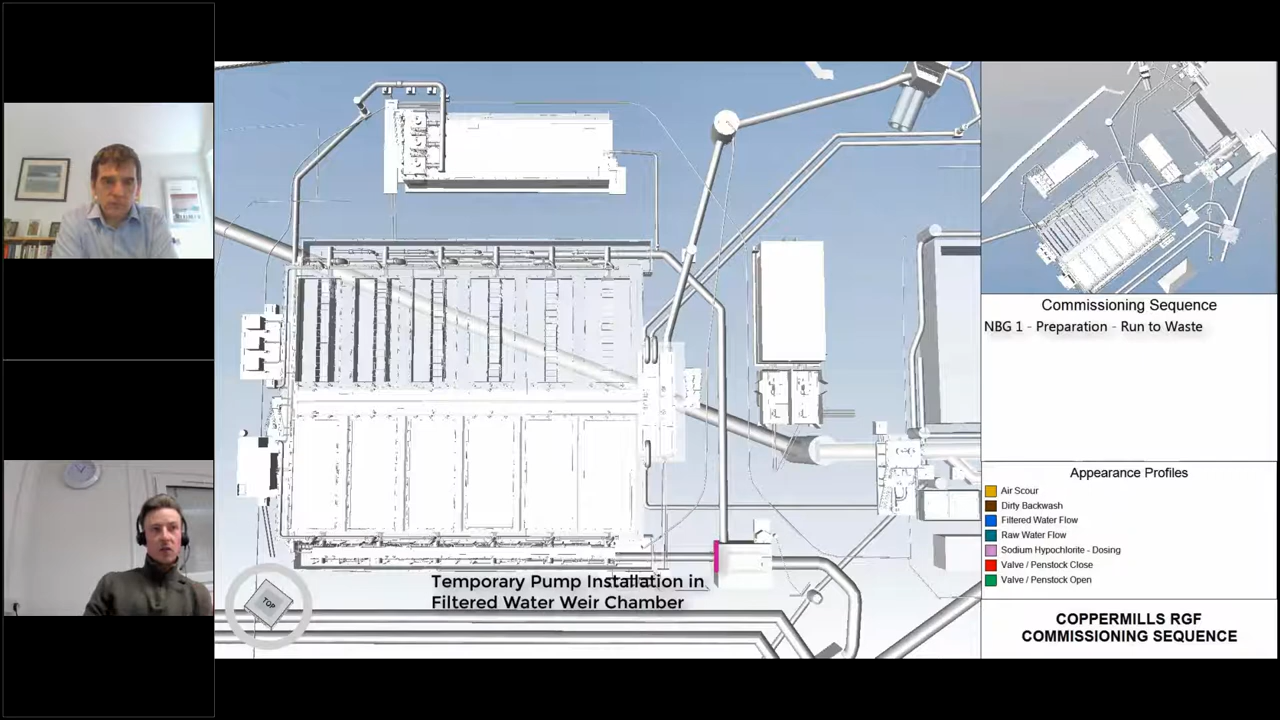 Temporary Pump Installation in
Filtered Water Weir Chamber
TOP
Commissioning Sequence
NBG 1 - Preparation - Run to Waste
Appearance Profiles
Air Scour
Dirty Backwash
Filtered Water Flow
Raw Water Flow
Sodium Hypochlorite - Dosing
Valve / Penstock Close
Valve / Penstock Open
COPPERMILLS RGF
COMMISSIONING SEQUENCE